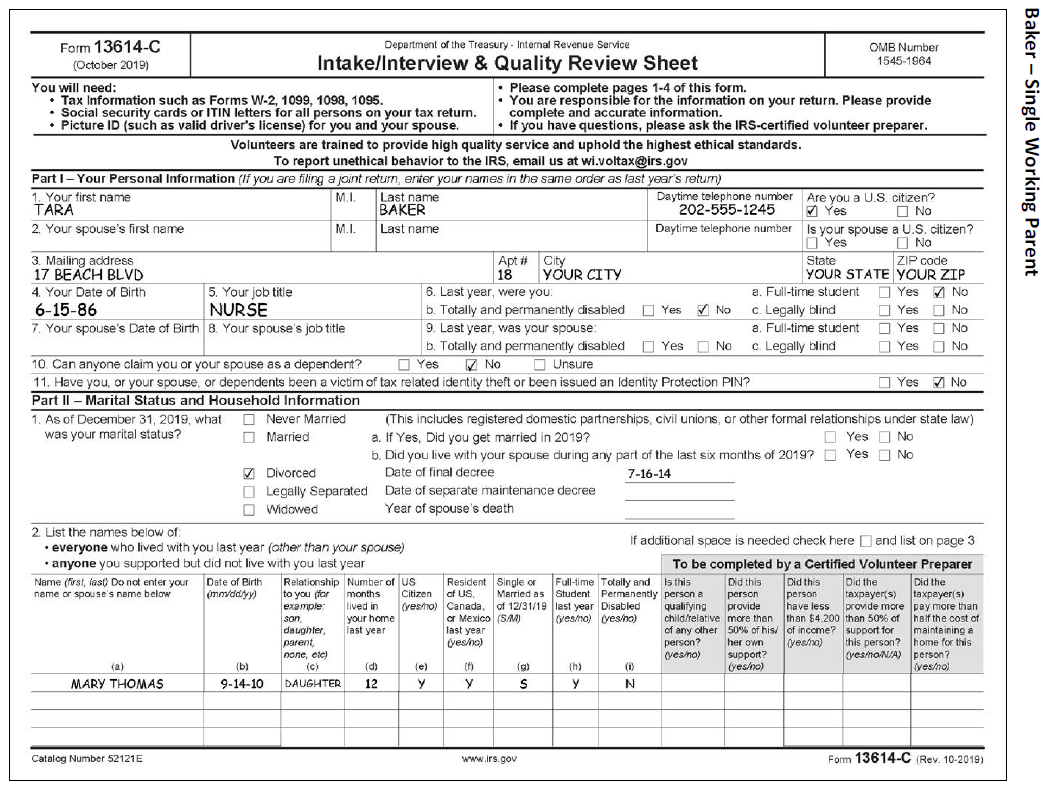 Baker – Single Working Parent
Form 13614-C
(October 2019)
Department of the Treasury - Internal Revenue Service
Intake/Interview & Quality Review Sheet
OMB Number
1545-1964
You will need:
• Tax Information such as Forms W-2, 1099, 1098, 1095.
• Social security cards or ITIN letters for all persons on your tax return.
• Picture ID (such as valid driver's license) for you and your spouse.
• Please complete pages 1-4 of this form.
• You are responsible for the information on your return. Please provide
complete and accurate information.
• If you have questions, please ask the IRS-certified volunteer preparer.
Volunteers are trained to provide high quality service and uphold the highest ethical standards.
To report unethical behavior to the IRS, email us at wi.voltax@irs.gov
Part I – Your Personal Information (If you are filing a joint return, enter your names in the same order as last year's return)
1. Your first name M.I. Last name Daytime telephone number Are you a U.S. citizen?
TARA BAKER 202-555-1245 ☑ Yes ☐ No
2. Your spouse's first name M.I. Last name Daytime telephone number Is your spouse a U.S. citizen?
☐ Yes ☐ No
3. Mailing address Apt # City State ZIP code
17 BEACH BLVD 18 YOUR CITY YOUR STATE YOUR ZIP
4. Your Date of Birth 5. Your job title 6. Last year, were you: a. Full-time student ☐ Yes ☑ No
6-15-86 NURSE b. Totally and permanently disabled ☐ Yes ☑ No c. Legally blind ☐ Yes ☐ No
7. Your spouse's Date of Birth 8. Your spouse's job title 9. Last year, was your spouse: a. Full-time student ☐ Yes ☐ No
b. Totally and permanently disabled ☐ Yes ☐ No c. Legally blind ☐ Yes ☐ No
10. Can anyone claim you or your spouse as a dependent? ☐ Yes ☑ No ☐ Unsure
11. Have you, or your spouse, or dependents been a victim of tax related identity theft or been issued an Identity Protection PIN? ☐ Yes ☑ No
Part II – Marital Status and Household Information
1. As of December 31, 2019, what ☐ Never Married (This includes registered domestic partnerships, civil unions, or other formal relationships under state law)
was your marital status? ☐ Married a. If Yes, Did you get married in 2019? ☐ Yes ☐ No
b. Did you live with your spouse during any part of the last six months of 2019? ☐ Yes ☐ No
☑ Divorced Date of final decree 7-16-14
☐ Legally Separated Date of separate maintenance decree
☐ Widowed Year of spouse's death
2. List the names below of:
• everyone who lived with you last year (other than your spouse)
• anyone you supported but did not live with you last year
If additional space is needed check here ☐ and list on page 3
To be completed by a Certified Volunteer Preparer
Name (first, last) Do not enter your
name or spouse's name below
(a)
Date of Birth
(mm/dd/yy)
(b)
Relationship
to you (for
example:
son,
daughter,
parent,
none, etc)
(c)
Number of
months
lived in
your home
last year
(d)
US
Citizen
(yes/no)
(e)
Resident
of US,
Canada,
or Mexico
last year
(yes/no)
(f)
Single or
Married as
of 12/31/19
(S/M)
(g)
Full-time
Student
last year
(yes/no)
(h)
Totally and
Permanently
Disabled
(yes/no)
(i)
Is this
person a
qualifying
child/relative
of any other
person?
(yes/no)
Did this
person
provide
more than
50% of his/
her own
support?
(yes/no)
Did this
person
have less
than $4,200
of income?
(yes/no)
Did the
taxpayer(s)
provide more
than 50% of
support for
this person?
(yes/no/N/A)
Did the
taxpayer(s)
pay more than
half the cost of
maintaining a
home for this
person?
(yes/no)
MARY THOMAS 9-14-10 DAUGHTER 12 Y Y S Y N
Catalog Number 52121E www.irs.gov Form 13614-C (Rev. 10-2019)